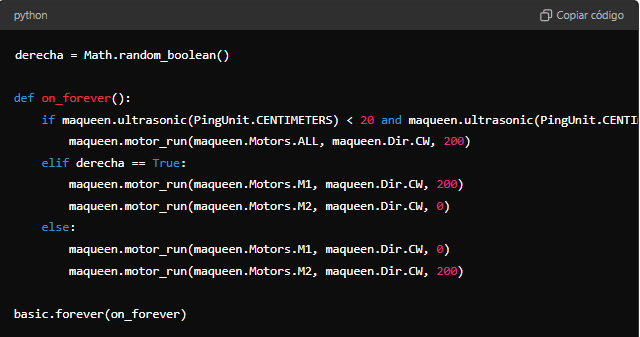 python
Copiar código
derecha = Math.random_boolean()
def on_forever():
    if maqueen.ultrasonic(PingUnit.CENTIMETERS) < 20 and maqueen.ultrasonic(PingUnit.CENTI
        maqueen.motor_run(maqueen.Motors.ALL, maqueen.Dir.CW, 200)
    elif derecha == True:
        maqueen.motor_run(maqueen.Motors.M1, maqueen.Dir.CW, 200)
        maqueen.motor_run(maqueen.Motors.M2, maqueen.Dir.CW, 0)
    else:
        maqueen.motor_run(maqueen.Motors.M1, maqueen.Dir.CW, 0)
        maqueen.motor_run(maqueen.Motors.M2, maqueen.Dir.CW, 200)
basic.forever(on_forever)